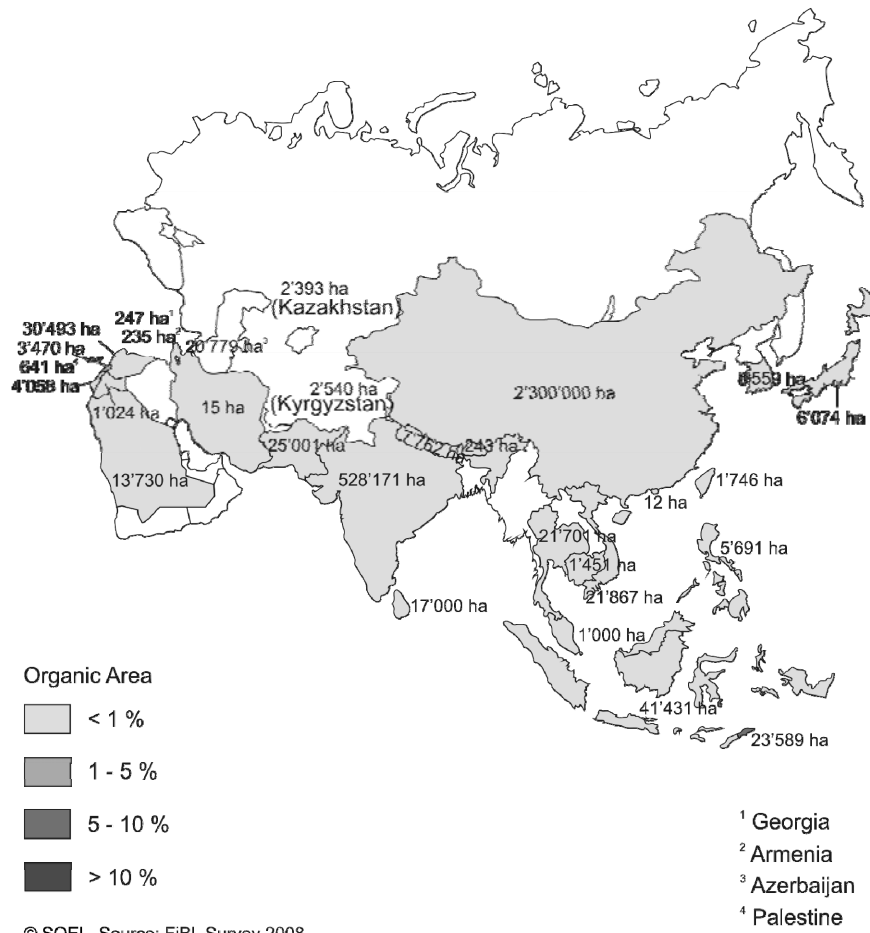 2'393 ha
(Kazakhstan)
247 ha¹
30'493 ha
235 ha²
20'779 ha³
3'470 ha
641 ha⁴
4'058 ha
1'024 ha
15 ha
2'540 ha
(Kyrgyzstan)
2'300'000 ha
559 ha
6'074 ha
25'001 ha
243 ha
13'730 ha
528'171 ha
1'746 ha
12 ha
21'701 ha
5'691 ha
1'451 ha
21'867 ha
17'000 ha
1'000 ha
41'431 ha
23'589 ha
Organic Area
< 1 %
1 - 5 %
5 - 10 %
> 10 %
¹ Georgia
² Armenia
³ Azerbaijan
⁴ Palestine
© SOEL, Source: FiBL Survey 2008